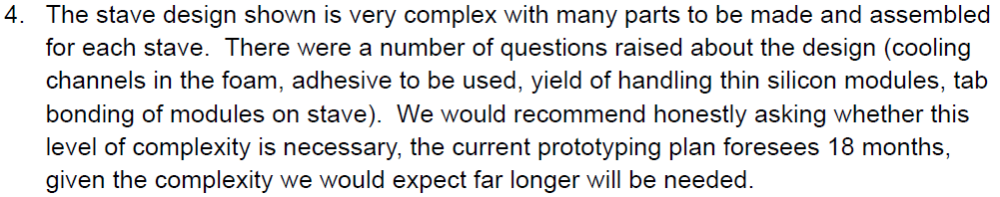 4. The stave design shown is very complex with many parts to be made and assembled
for each stave. There were a number of questions raised about the design (cooling
channels in the foam, adhesive to be used, yield of handling thin silicon modules, tab
bonding of modules on stave). We would recommend honestly asking whether this
level of complexity is necessary, the current prototyping plan foresees 18 months,
given the complexity we would expect far longer will be needed.